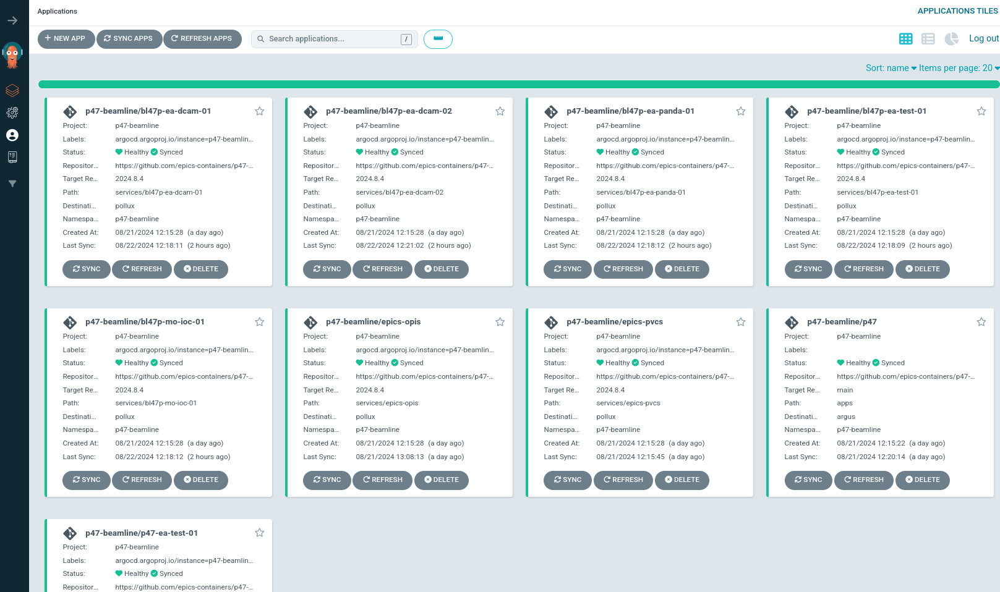 Applications
APPLICATIONS TILES
NEW APP SYNC APPS REFRESH APPS Search applications... / Log out
Sort: name Items per page: 20
p47-beamline/bl47p-ea-dcam-01
Project: p47-beamline
Labels: argocd.argoproj.io/instance=p47-beamlin...
Status: Healthy Synced
Repositor... https://github.com/epics-containers/p47-...
Target Re... 2024.8.4
Path: services/bl47p-ea-dcam-01
Destinati... pollux
Namespa... p47-beamline
Created At: 08/21/2024 12:15:28 (a day ago)
Last Sync: 08/22/2024 12:18:11 (2 hours ago)
SYNC REFRESH DELETE
p47-beamline/bl47p-ea-dcam-02
Project: p47-beamline
Labels: argocd.argoproj.io/instance=p47-beamlin...
Status: Healthy Synced
Repositor... https://github.com/epics-containers/p47-...
Target Re... 2024.8.4
Path: services/bl47p-ea-dcam-02
Destinati... pollux
Namespa... p47-beamline
Created At: 08/21/2024 12:15:28 (a day ago)
Last Sync: 08/22/2024 12:21:02 (2 hours ago)
SYNC REFRESH DELETE
p47-beamline/bl47p-ea-panda-01
Project: p47-beamline
Labels: argocd.argoproj.io/instance=p47-beamlin...
Status: Healthy Synced
Repositor... https://github.com/epics-containers/p47-...
Target Re... 2024.8.4
Path: services/bl47p-ea-panda-01
Destinati... pollux
Namespa... p47-beamline
Created At: 08/21/2024 12:15:28 (a day ago)
Last Sync: 08/22/2024 12:18:12 (2 hours ago)
SYNC REFRESH DELETE
p47-beamline/bl47p-ea-test-01
Project: p47-beamline
Labels: argocd.argoproj.io/instance=p47-beamlin...
Status: Healthy Synced
Repositor... https://github.com/epics-containers/p47-...
Target Re... 2024.8.4
Path: services/bl47p-ea-test-01
Destinati... pollux
Namespa... p47-beamline
Created At: 08/21/2024 12:15:28 (a day ago)
Last Sync: 08/22/2024 12:18:09 (2 hours ago)
SYNC REFRESH DELETE
p47-beamline/bl47p-mo-ioc-01
Project: p47-beamline
Labels: argocd.argoproj.io/instance=p47-beamlin...
Status: Healthy Synced
Repositor... https://github.com/epics-containers/p47-...
Target Re... 2024.8.4
Path: services/bl47p-mo-ioc-01
Destinati... pollux
Namespa... p47-beamline
Created At: 08/21/2024 12:15:28 (a day ago)
Last Sync: 08/22/2024 12:18:12 (2 hours ago)
SYNC REFRESH DELETE
p47-beamline/epics-opis
Project: p47-beamline
Labels: argocd.argoproj.io/instance=p47-beamlin...
Status: Healthy Synced
Repositor... https://github.com/epics-containers/p47-...
Target Re... 2024.8.4
Path: services/epics-opis
Destinati... pollux
Namespa... p47-beamline
Created At: 08/21/2024 12:15:28 (a day ago)
Last Sync: 08/21/2024 13:08:13 (a day ago)
SYNC REFRESH DELETE
p47-beamline/epics-pvcs
Project: p47-beamline
Labels: argocd.argoproj.io/instance=p47-beamlin...
Status: Healthy Synced
Repositor... https://github.com/epics-containers/p47-...
Target Re... 2024.8.4
Path: services/epics-pvcs
Destinati... pollux
Namespa... p47-beamline
Created At: 08/21/2024 12:15:28 (a day ago)
Last Sync: 08/21/2024 12:15:45 (a day ago)
SYNC REFRESH DELETE
p47-beamline/p47
Project: p47-beamline
Labels:
Status: Healthy Synced
Repositor... https://github.com/epics-containers/p47-...
Target Re... main
Path: apps
Destinati... argus
Namespa... p47-beamline
Created At: 08/21/2024 12:15:22 (a day ago)
Last Sync: 08/21/2024 12:20:14 (a day ago)
SYNC REFRESH DELETE
p47-beamline/p47-ea-test-01
Project: p47-beamline
Labels: argocd.argoproj.io/instance=p47-beamlin...
Status: Healthy Synced
Repositor... https://github.com/epics-containers/p47-...